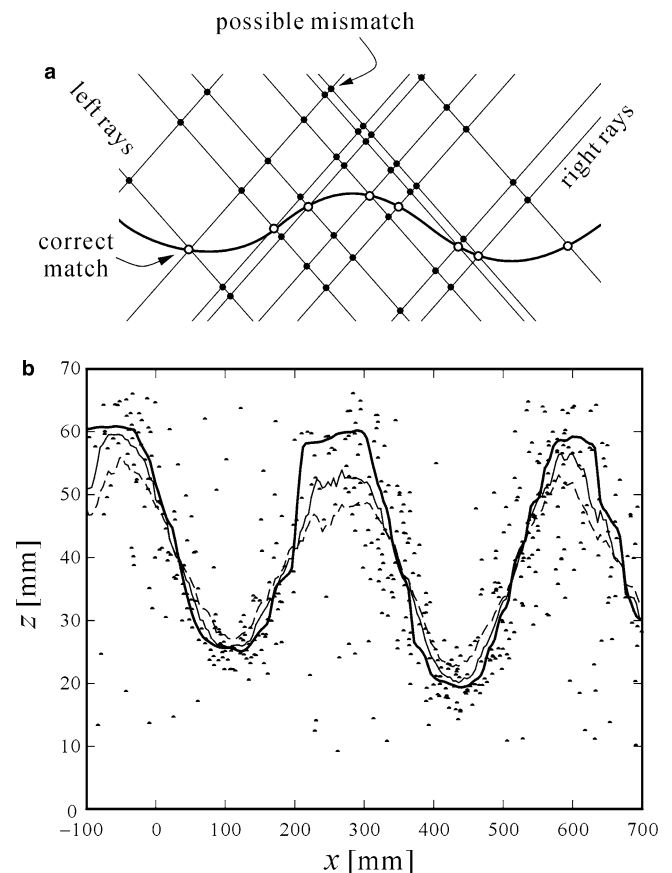 possible mismatch
a
left rays
right rays
correct
match
b
70
60
50
40
30
20
10
0
z [mm]
−100 0 100 200 300 400 500 600 700
x [mm]